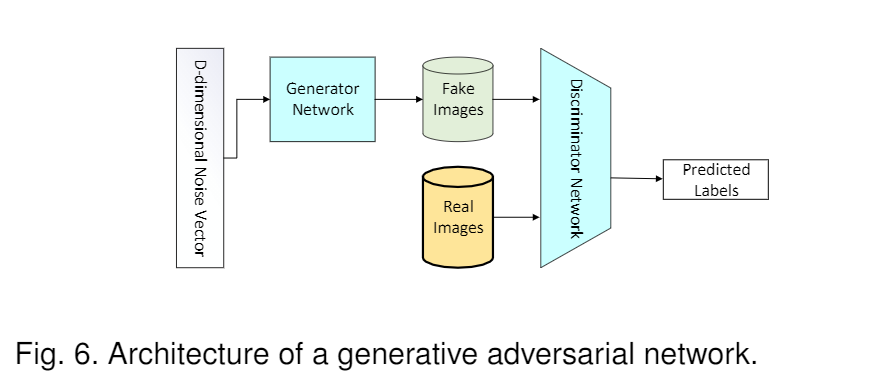 D-dimensional Noise Vector
Generator
Network
Fake
Images
Real
Images
Discriminator Network
Predicted
Labels
Fig. 6. Architecture of a generative adversarial network.